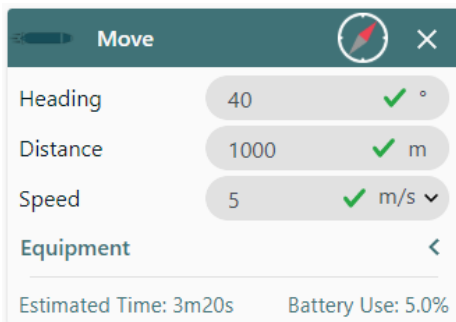 Move
Heading 40 °
Distance 1000 m
Speed 5 m/s
Equipment
Estimated Time: 3m20s Battery Use: 5.0%